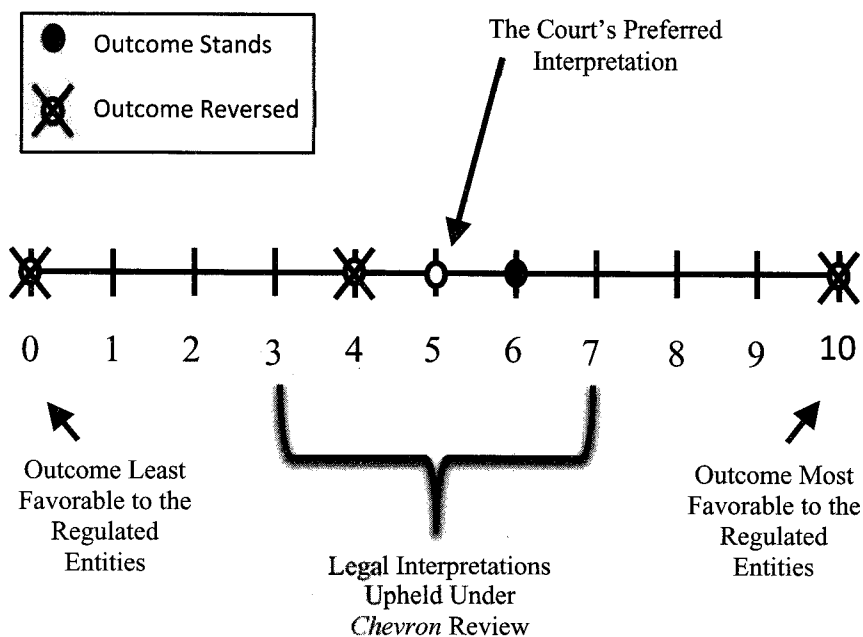 Outcome Stands
Outcome Reversed
The Court's Preferred
Interpretation
0 1 2 3 4 5 6 7 8 9 10
Outcome Least
Favorable to the
Regulated
Entities
Legal Interpretations
Upheld Under
Chevron Review
Outcome Most
Favorable to the
Regulated
Entities